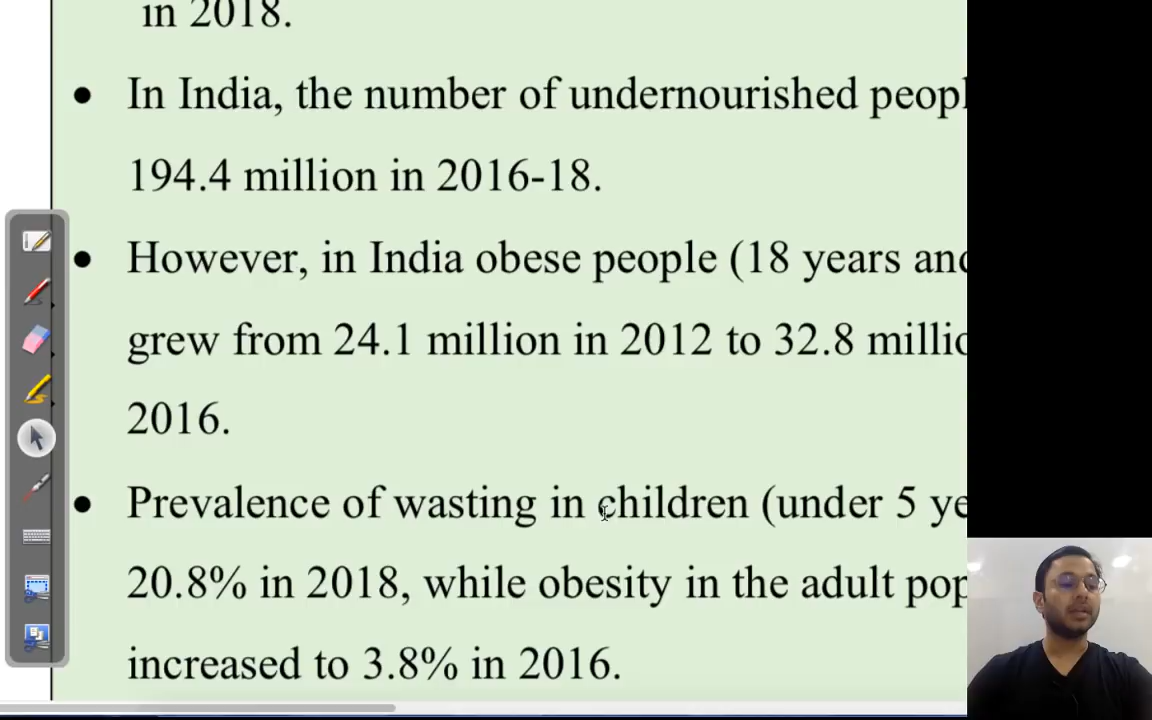 in 2018.
• In India, the number of undernourished peopl
194.4 million in 2016-18.
• However, in India obese people (18 years and
grew from 24.1 million in 2012 to 32.8 millio
2016.
• Prevalence of wasting in children (under 5 ye
20.8% in 2018, while obesity in the adult pop
increased to 3.8% in 2016.